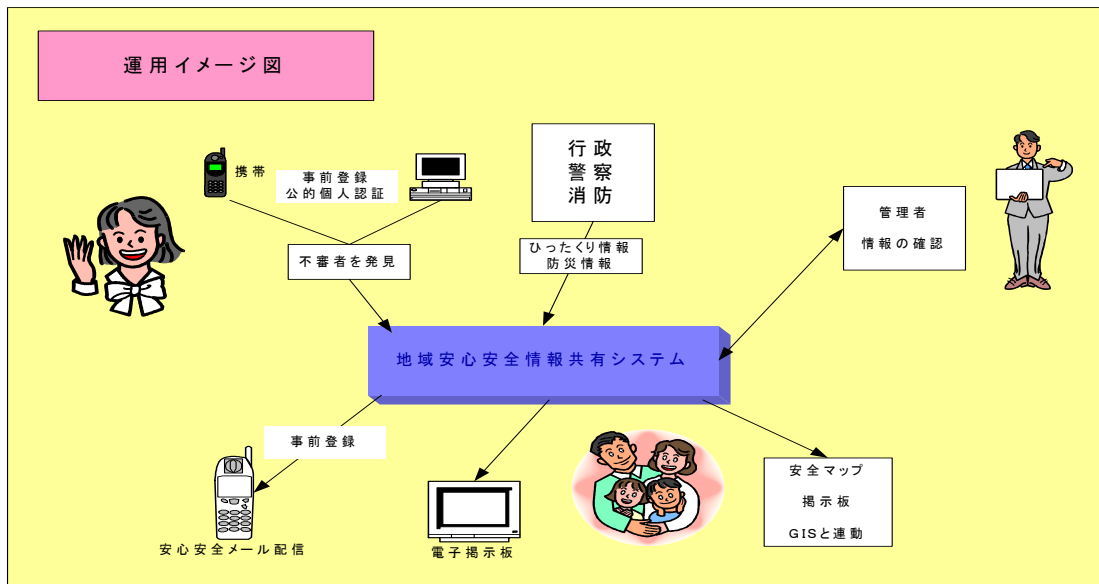 運用イメージ図
携帯
事前登録
公的個人認証
行政
警察
消防
管理者
情報の確認
不審者を発見
ひったくり情報
防災情報
地域安心安全情報共有システム
事前登録
安心安全メール配信
電子掲示板
安全マップ
掲示板
GISと連動